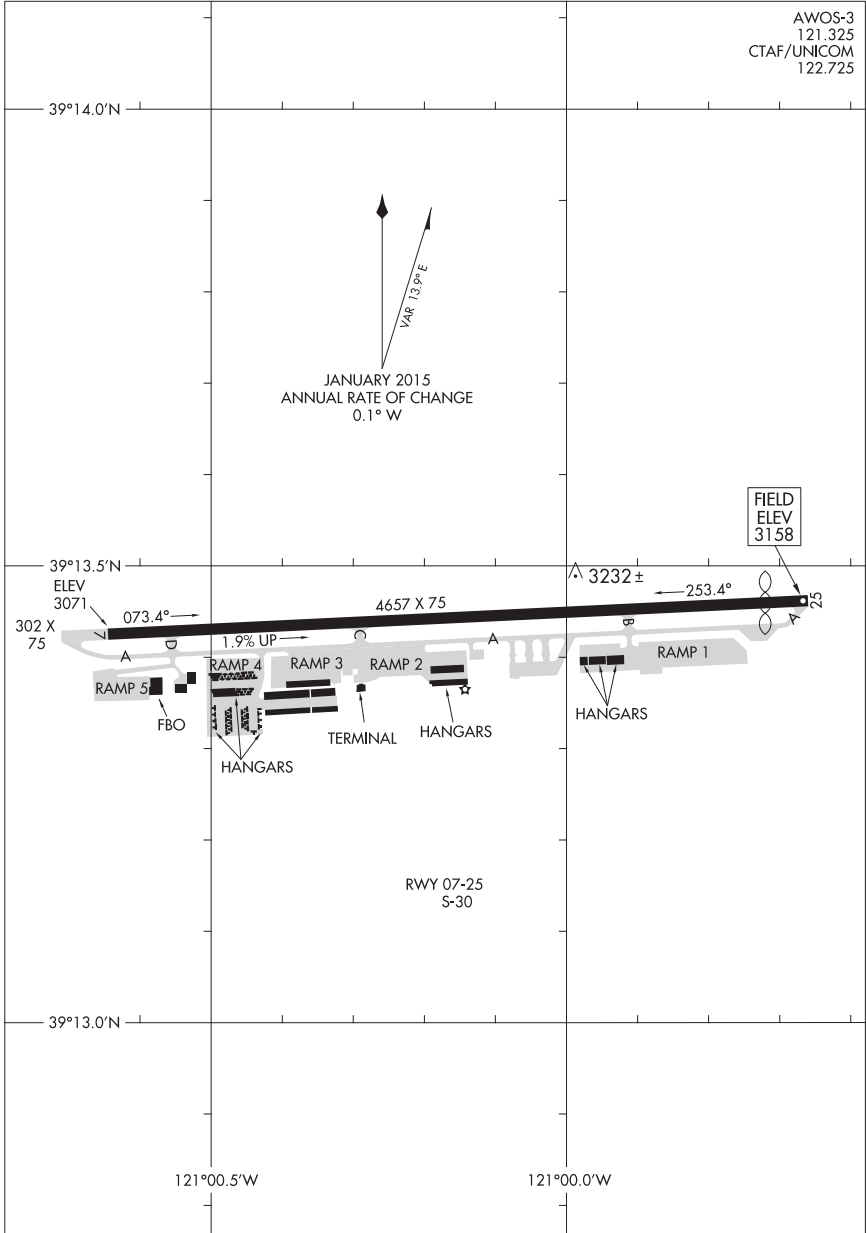 AWOS-3
121.325
CTAF/UNICOM
122.725
39°14.0'N
VAR 13.9° E
JANUARY 2015
ANNUAL RATE OF CHANGE
0.1° W
FIELD
ELEV
3158
39°13.5'N
ELEV
3071
3232 ±
073.4°
4657 X 75
253.4°
25
302 X
75
7
A
D
1.9% UP
C
A
B
A
RAMP 5
RAMP 4
RAMP 3
RAMP 2
RAMP 1
FBO
TERMINAL
HANGARS
HANGARS
HANGARS
RWY 07-25
S-30
39°13.0'N
121°00.5'W
121°00.0'W